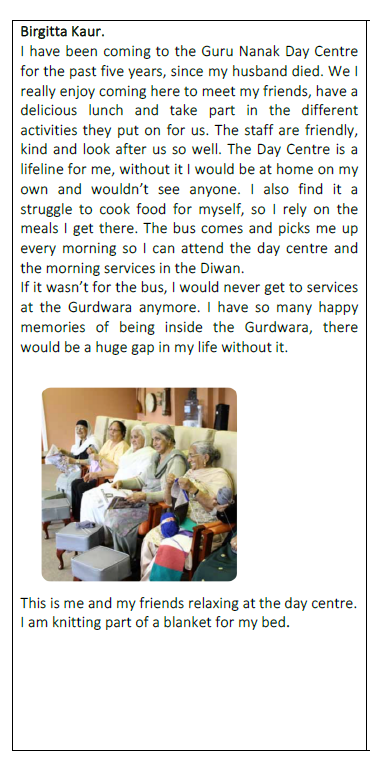 Birgitta Kaur.
I have been coming to the Guru Nanak Day Centre
for the past five years, since my husband died. We I
really enjoy coming here to meet my friends, have a
delicious lunch and take part in the different
activities they put on for us. The staff are friendly,
kind and look after us so well. The Day Centre is a
lifeline for me, without it I would be at home on my
own and wouldn’t see anyone. I also find it a
struggle to cook food for myself, so I rely on the
meals I get there. The bus comes and picks me up
every morning so I can attend the day centre and
the morning services in the Diwan.
If it wasn’t for the bus, I would never get to services
at the Gurdwara anymore. I have so many happy
memories of being inside the Gurdwara, there
would be a huge gap in my life without it.
This is me and my friends relaxing at the day centre.
I am knitting part of a blanket for my bed.